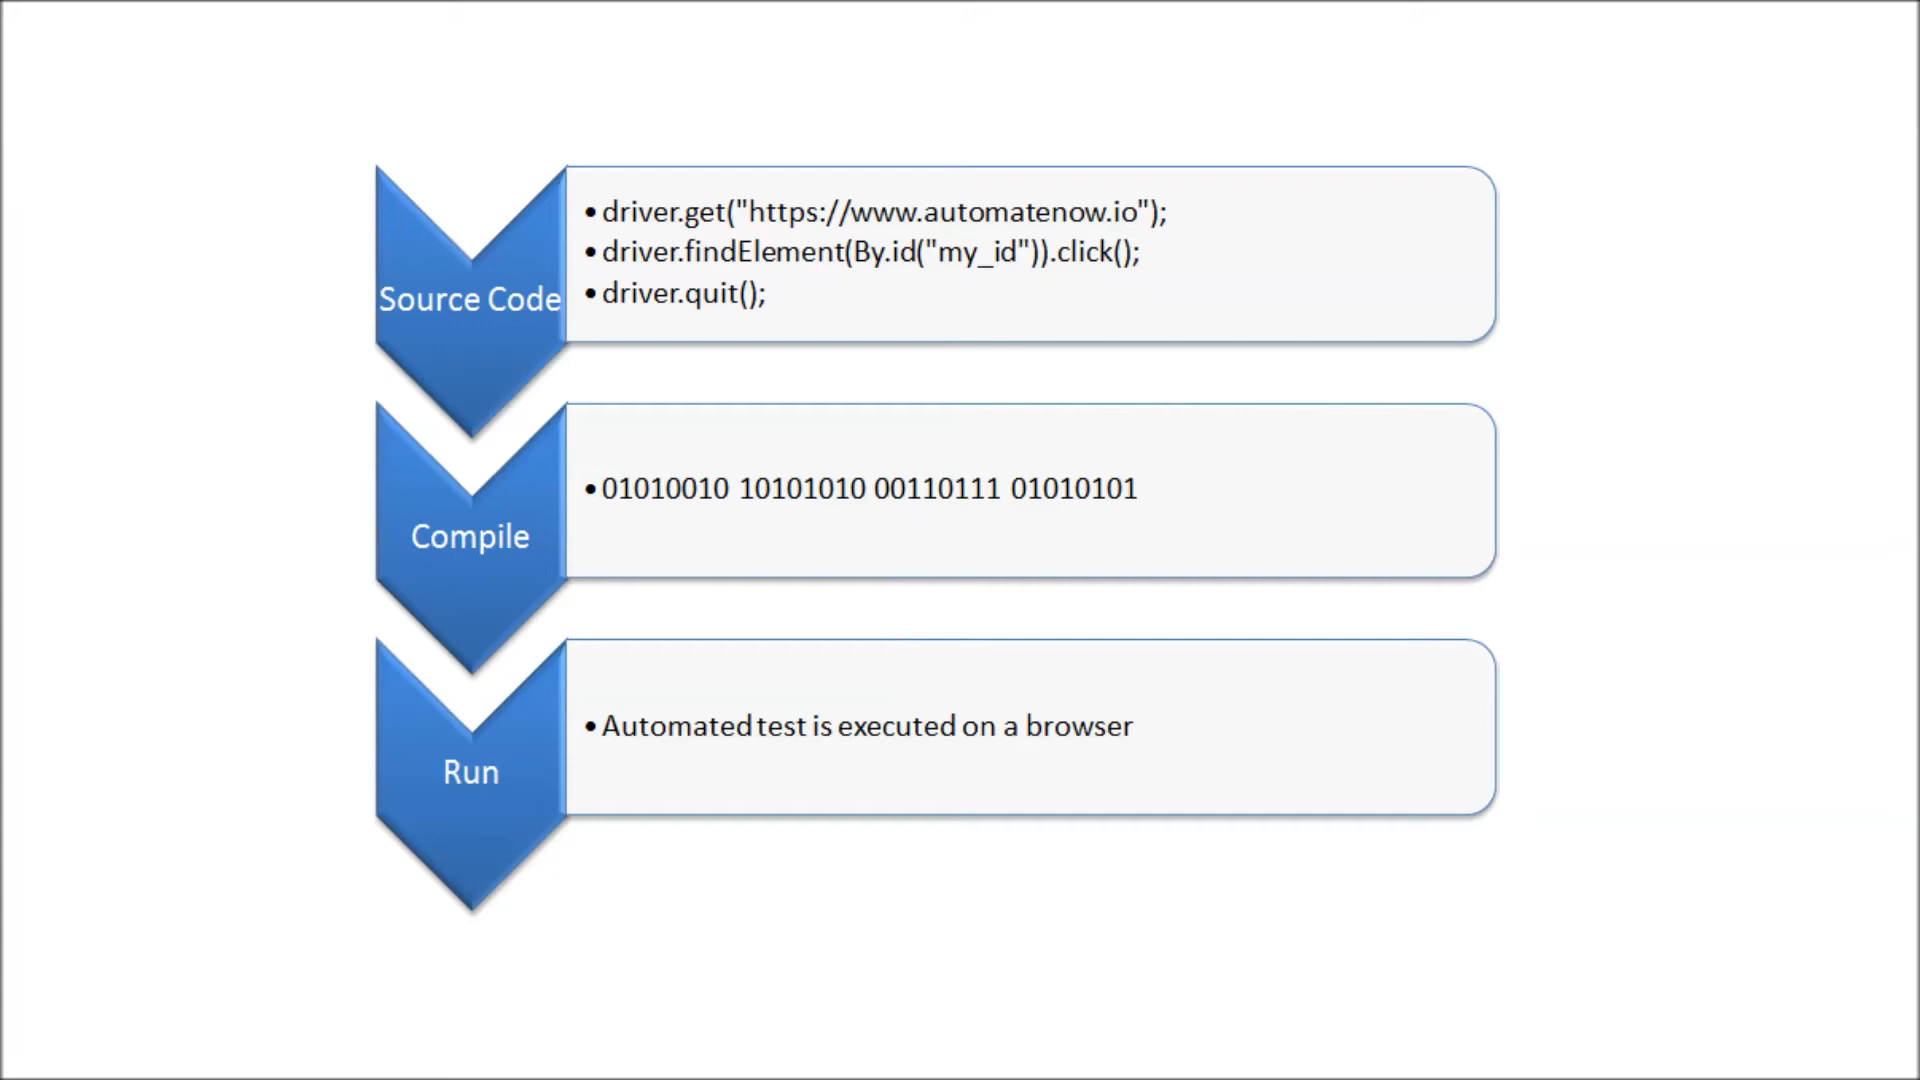 Source Code
• driver.get("https://www.automatenow.io");
• driver.findElement(By.id("my_id")).click();
• driver.quit();
Compile
• 01010010 10101010 00110111 01010101
Run
• Automated test is executed on a browser